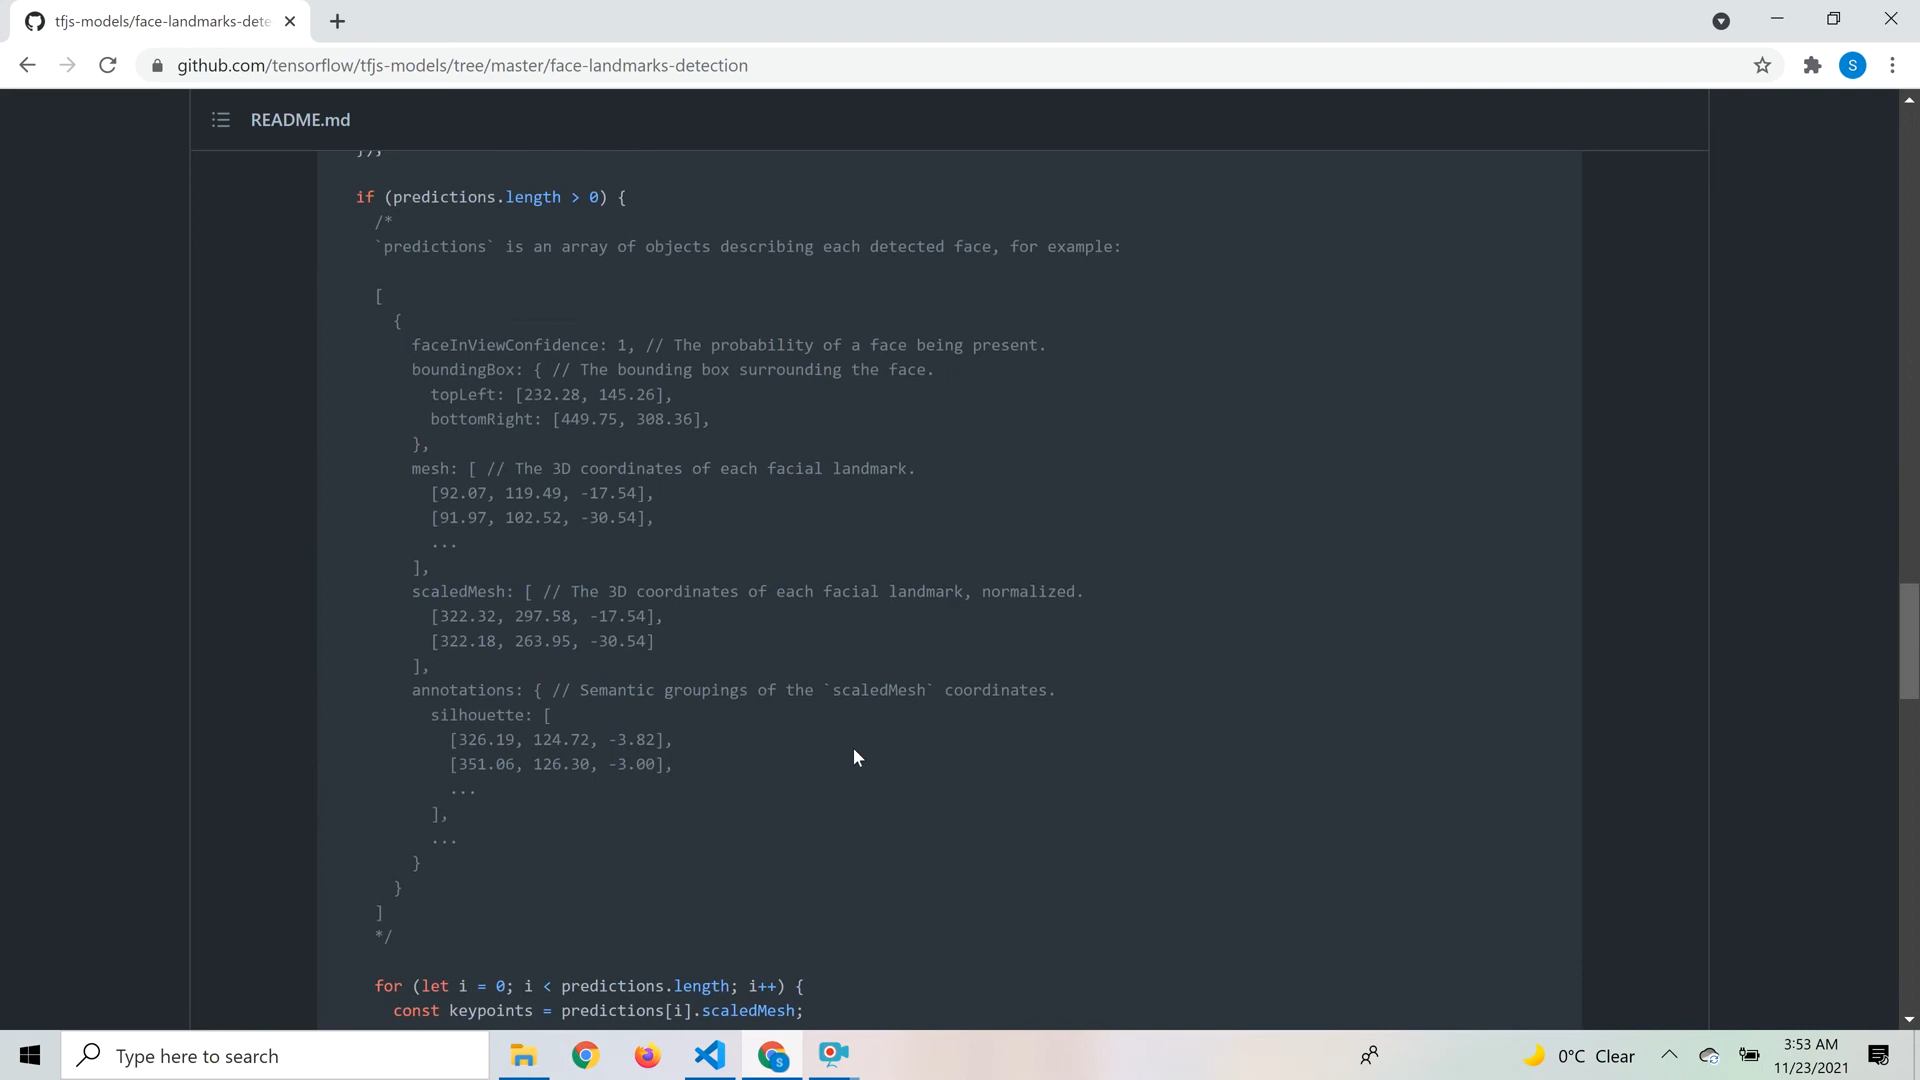 tfjs-models/face-landmarks-dete
github.com/tensorflow/tfjs-models/tree/master/face-landmarks-detection
S
README.md
});
if (predictions.length > 0) {
/*
`predictions` is an array of objects describing each detected face, for example:
[
{
faceInViewConfidence: 1, // The probability of a face being present.
boundingBox: { // The bounding box surrounding the face.
topLeft: [232.28, 145.26],
bottomRight: [449.75, 308.36],
},
mesh: [ // The 3D coordinates of each facial landmark.
[92.07, 119.49, -17.54],
[91.97, 102.52, -30.54],
...
],
scaledMesh: [ // The 3D coordinates of each facial landmark, normalized.
[322.32, 297.58, -17.54],
[322.18, 263.95, -30.54]
],
annotations: { // Semantic groupings of the `scaledMesh` coordinates.
silhouette: [
[326.19, 124.72, -3.82],
[351.06, 126.30, -3.00],
...
],
...
}
}
]
*/
for (let i = 0; i < predictions.length; i++) {
const keypoints = predictions[i].scaledMesh;
Type here to search
S
0°C Clear
3:53 AM
11/23/2021